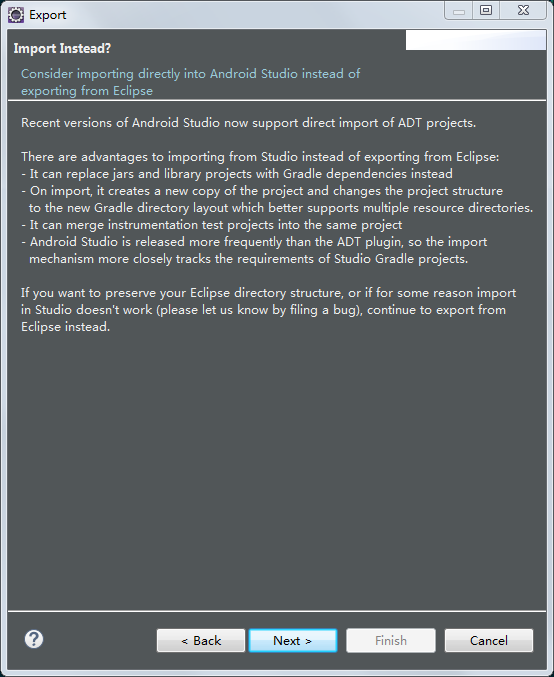 Export
Import Instead?
Consider importing directly into Android Studio instead of
exporting from Eclipse
Recent versions of Android Studio now support direct import of ADT projects.
There are advantages to importing from Studio instead of exporting from Eclipse:
- It can replace jars and library projects with Gradle dependencies instead
- On import, it creates a new copy of the project and changes the project structure
to the new Gradle directory layout which better supports multiple resource directories.
- It can merge instrumentation test projects into the same project
- Android Studio is released more frequently than the ADT plugin, so the import
mechanism more closely tracks the requirements of Studio Gradle projects.
If you want to preserve your Eclipse directory structure, or if for some reason import
in Studio doesn't work (please let us know by filing a bug), continue to export from
Eclipse instead.
? < Back Next > Finish Cancel